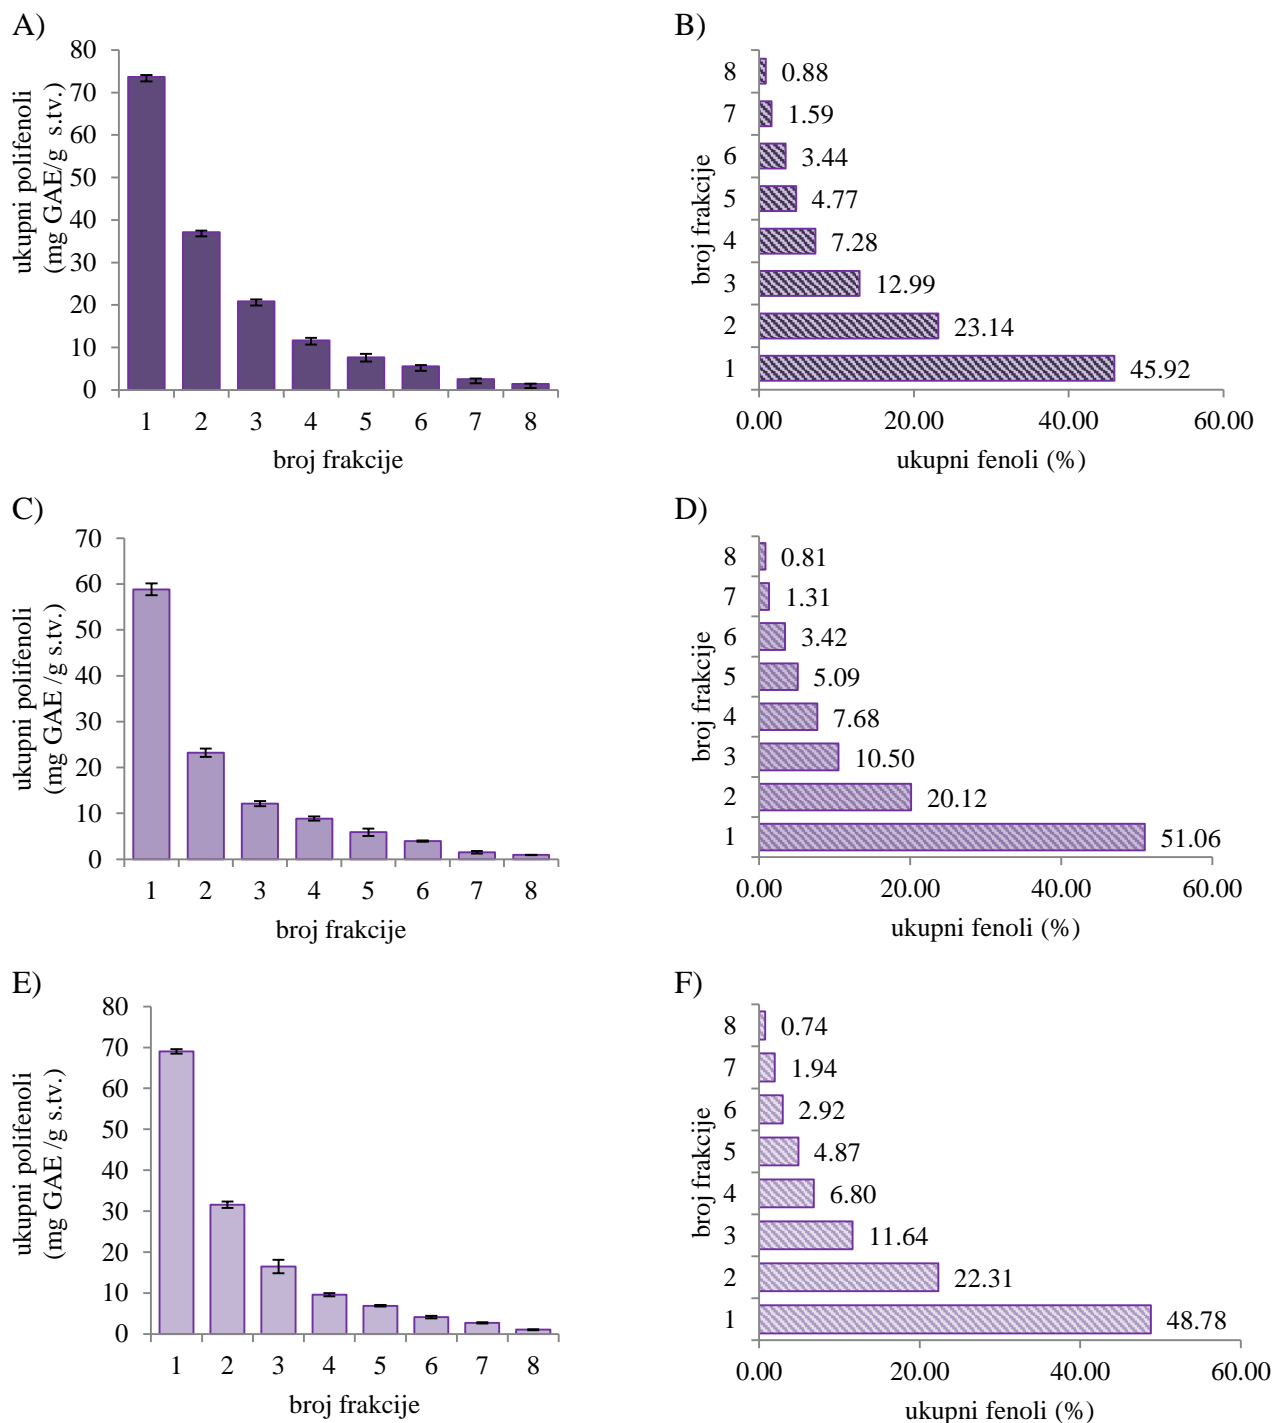 A)
ukupni polifenoli
(mg GAE/g  s.tv.)
80
70
60
50
40
30
20
10
0
1 2 3 4 5 6 7 8
broj frakcije
B)
broj frakcije
8 0.88
7 1.59
6 3.44
5 4.77
4 7.28
3 12.99
2 23.14
1 45.92
0.00 20.00 40.00 60.00
ukupni fenoli (%)
C)
ukupni polifenoli
(mg GAE /g s.tv.)
70
60
50
40
30
20
10
0
1 2 3 4 5 6 7 8
broj frakcije
D)
broj frakcije
8 0.81
7 1.31
6 3.42
5 5.09
4 7.68
3 10.50
2 20.12
1 51.06
0.00 20.00 40.00 60.00
ukupni fenoli (%)
E)
ukupni polifenoli
(mg GAE /g s.tv.)
80
70
60
50
40
30
20
10
0
1 2 3 4 5 6 7 8
broj frakcije
F)
broj frakcije
8 0.74
7 1.94
6 2.92
5 4.87
4 6.80
3 11.64
2 22.31
1 48.78
0.00 20.00 40.00 60.00
ukupni fenoli (%)